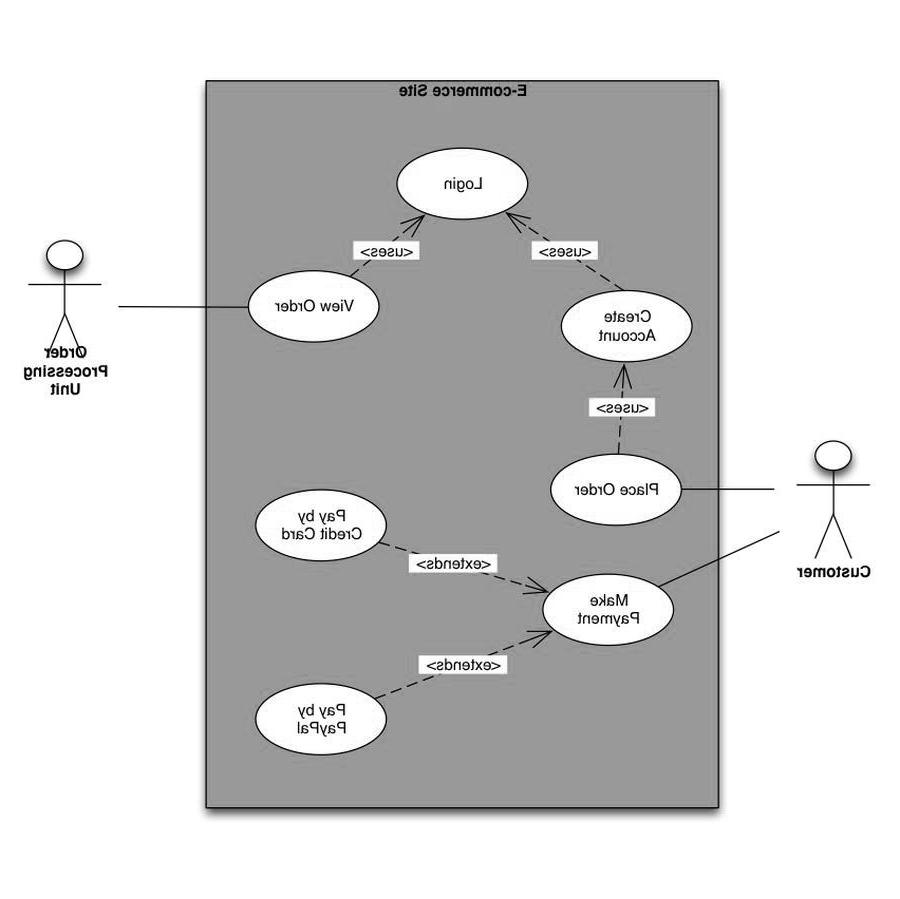 E-commerce Site
Login
<uses>
<uses>
View Order
Create
Account
Order
Processing
Unit
<uses>
Place Order
Pay by
Credit Card
<extends>
Customer
Make
Payment
<extends>
Pay by
PayPal